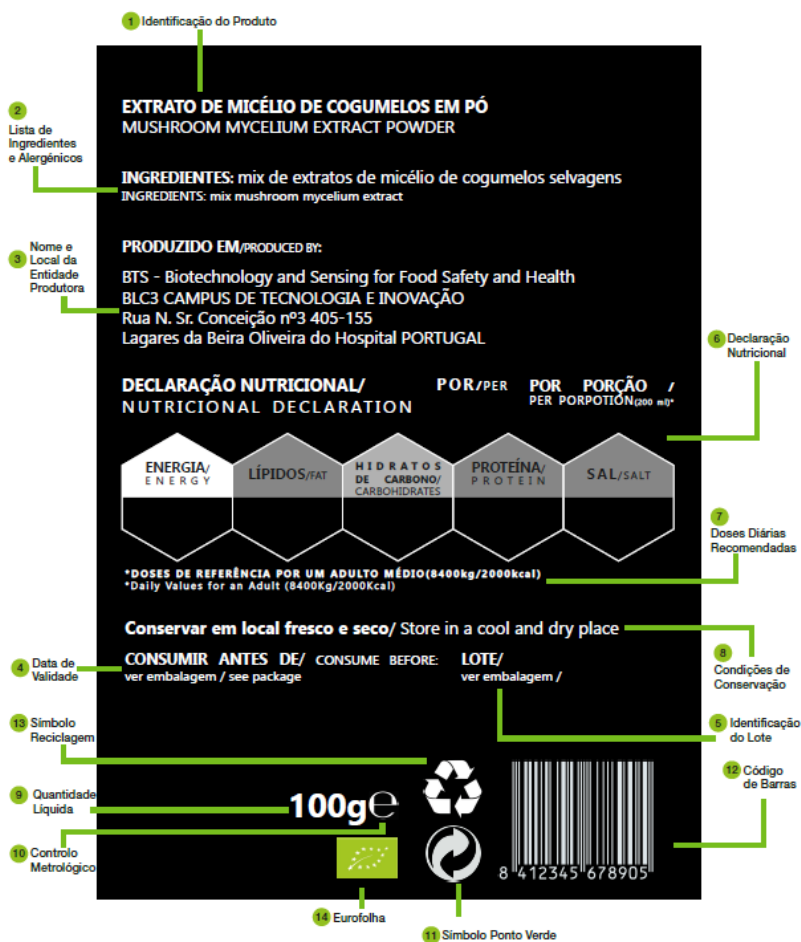 1 Identificação do Produto
EXTRATO DE MICÉLIO DE COGUMELOS EM PÓ
MUSHROOM MYCELIUM EXTRACT POWDER
2
Lista de
Ingredientes
e Alergénicos
INGREDIENTES: mix de extratos de micélio de cogumelos selvagens
INGREDIENTS: mix mushroom mycelium extract
3 Nome e
Local da
Entidade
Produtora
PRODUZIDO EM/PRODUCED BY:
BTS - Biotechnology and Sensing for Food Safety and Health
BLC3 CAMPUS DE TECNOLOGIA E INOVAÇÃO
Rua N. Sr. Conceição nº3 405-155
Lagares da Beira Oliveira do Hospital PORTUGAL
6 Declaração
Nutricional
DECLARAÇÃO NUTRICIONAL/
NUTRICIONAL DECLARATION
POR/PER
POR PORÇÃO /
PER PORPOTION(200 ml)*
ENERGIA/
ENERGY
LÍPIDOS/FAT
HIDRATOS
DE CARBONO/
CARBOHIDRATES
PROTEÍNA/
PROTEIN
SAL/SALT
7
Doses Diárias
Recomendadas
*DOSES DE REFERÊNCIA POR UM ADULTO MÉDIO(8400kg/2000kcal)
*Daily Values for an Adult (8400Kg/2000Kcal)
Conservar em local fresco e seco/ Store in a cool and dry place
8
Condições de
Conservação
4 Data de
Validade
CONSUMIR ANTES DE/ CONSUME BEFORE:
ver embalagem / see package
LOTE/
ver embalagem /
5 Identificação
do Lote
13 Símbolo
Reciclagem
12 Código
de Barras
9 Quantidade
Líquida
100g℮
10 Controlo
Metrológico
8 412345 678905
14 Eurofolha
11 Símbolo Ponto Verde